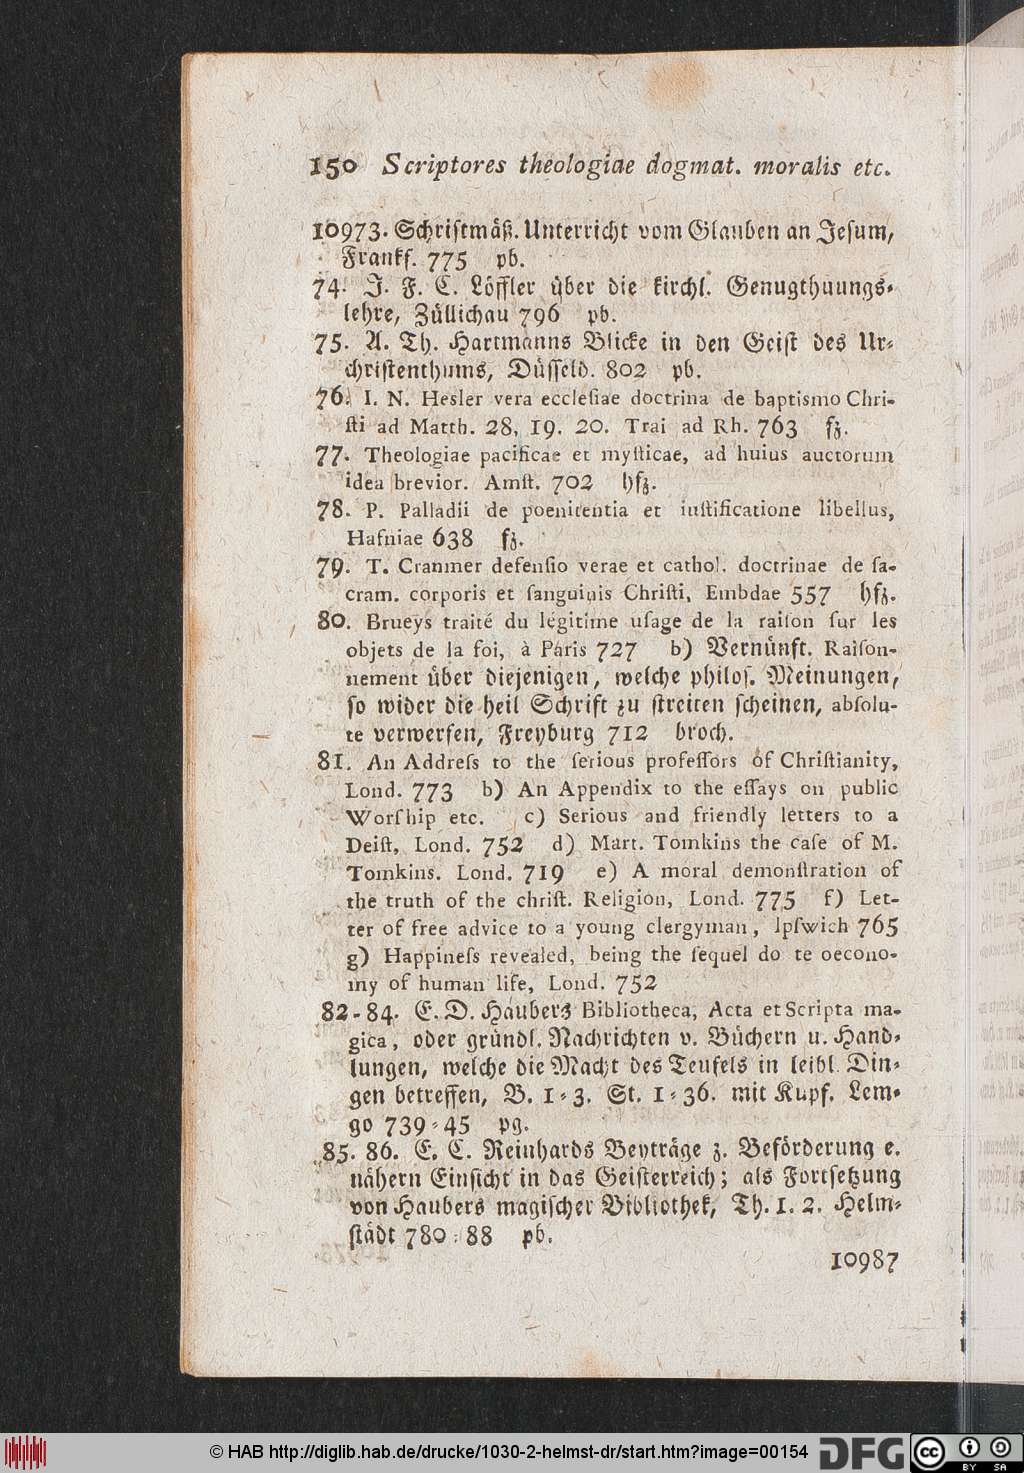 150 Scriptores theologiae dogmat. moralis etc.
10973. Schriftmäß. Unterricht vom Glauben an Jesum,
Frankf. 775 pb.
74. J. F. C. Löffler über die kirchl. Genugthuungs-
lehre, Züllichau 796 pb.
75. A. Th. Hartmanns Blicke in den Geist des Ur-
christenthums, Düsseld. 802 pb.
76. I. N. Hesler vera ecclesiae doctrina de baptismo Chri-
sti ad Matth. 28, 19. 20. Trai ad Rh. 763 fz.
77. Theologiae pacificae et mysticae, ad huius auctorum
idea brevior. Amst. 702 hfz.
78. P. Palladii de poenitentia et iustificatione libellus,
Hafniae 638 fz.
79. T. Cranmer defensio verae et cathol. doctrinae de sa-
cram. corporis et sanguinis Christi, Embdae 557 hfz.
80. Brueys traité du légitime usage de la raison sur les
objets de la foi, à Paris 727 b) Vernünft. Raison-
nement über diejenigen, welche philos. Meinungen,
so wider die heil Schrift zu streiten scheinen, absolu-
te verwerfen, Freyburg 712 broch.
81. An Address to the serious professors of Christianity,
Lond. 773 b) An Appendix to the essays on public
Worship etc. c) Serious and friendly letters to a
Deist, Lond. 752 d) Mart. Tomkins the case of M.
Tomkins. Lond. 719 e) A moral demonstration of
the truth of the christ. Religion, Lond. 775 f) Let-
ter of free advice to a young clergyman, Ipswich 765
g) Happiness revealed, being the sequel do te oecono-
my of human life, Lond. 752
82-84. E. D. Haubers Bibliotheca, Acta et Scripta ma-
gica, oder gründl. Nachrichten v. Büchern u. Hand-
lungen, welche die Macht des Teufels in leibl. Din-
gen betreffen, B. 1-3. St. 1-36. mit Kupf. Lem-
go 739-45 pg.
85. 86. E. C. Reinhards Beyträge z. Beförderung e.
nähern Einsicht in das Geisterreich; als Fortsetzung
von Haubers magischer Bibliothek, Th. 1. 2. Helm-
städt 780-88 pb.
10987
© HAB http://diglib.hab.de/drucke/1030-2-helmst-dr/start.htm?image=00154 DFG cc BY SA